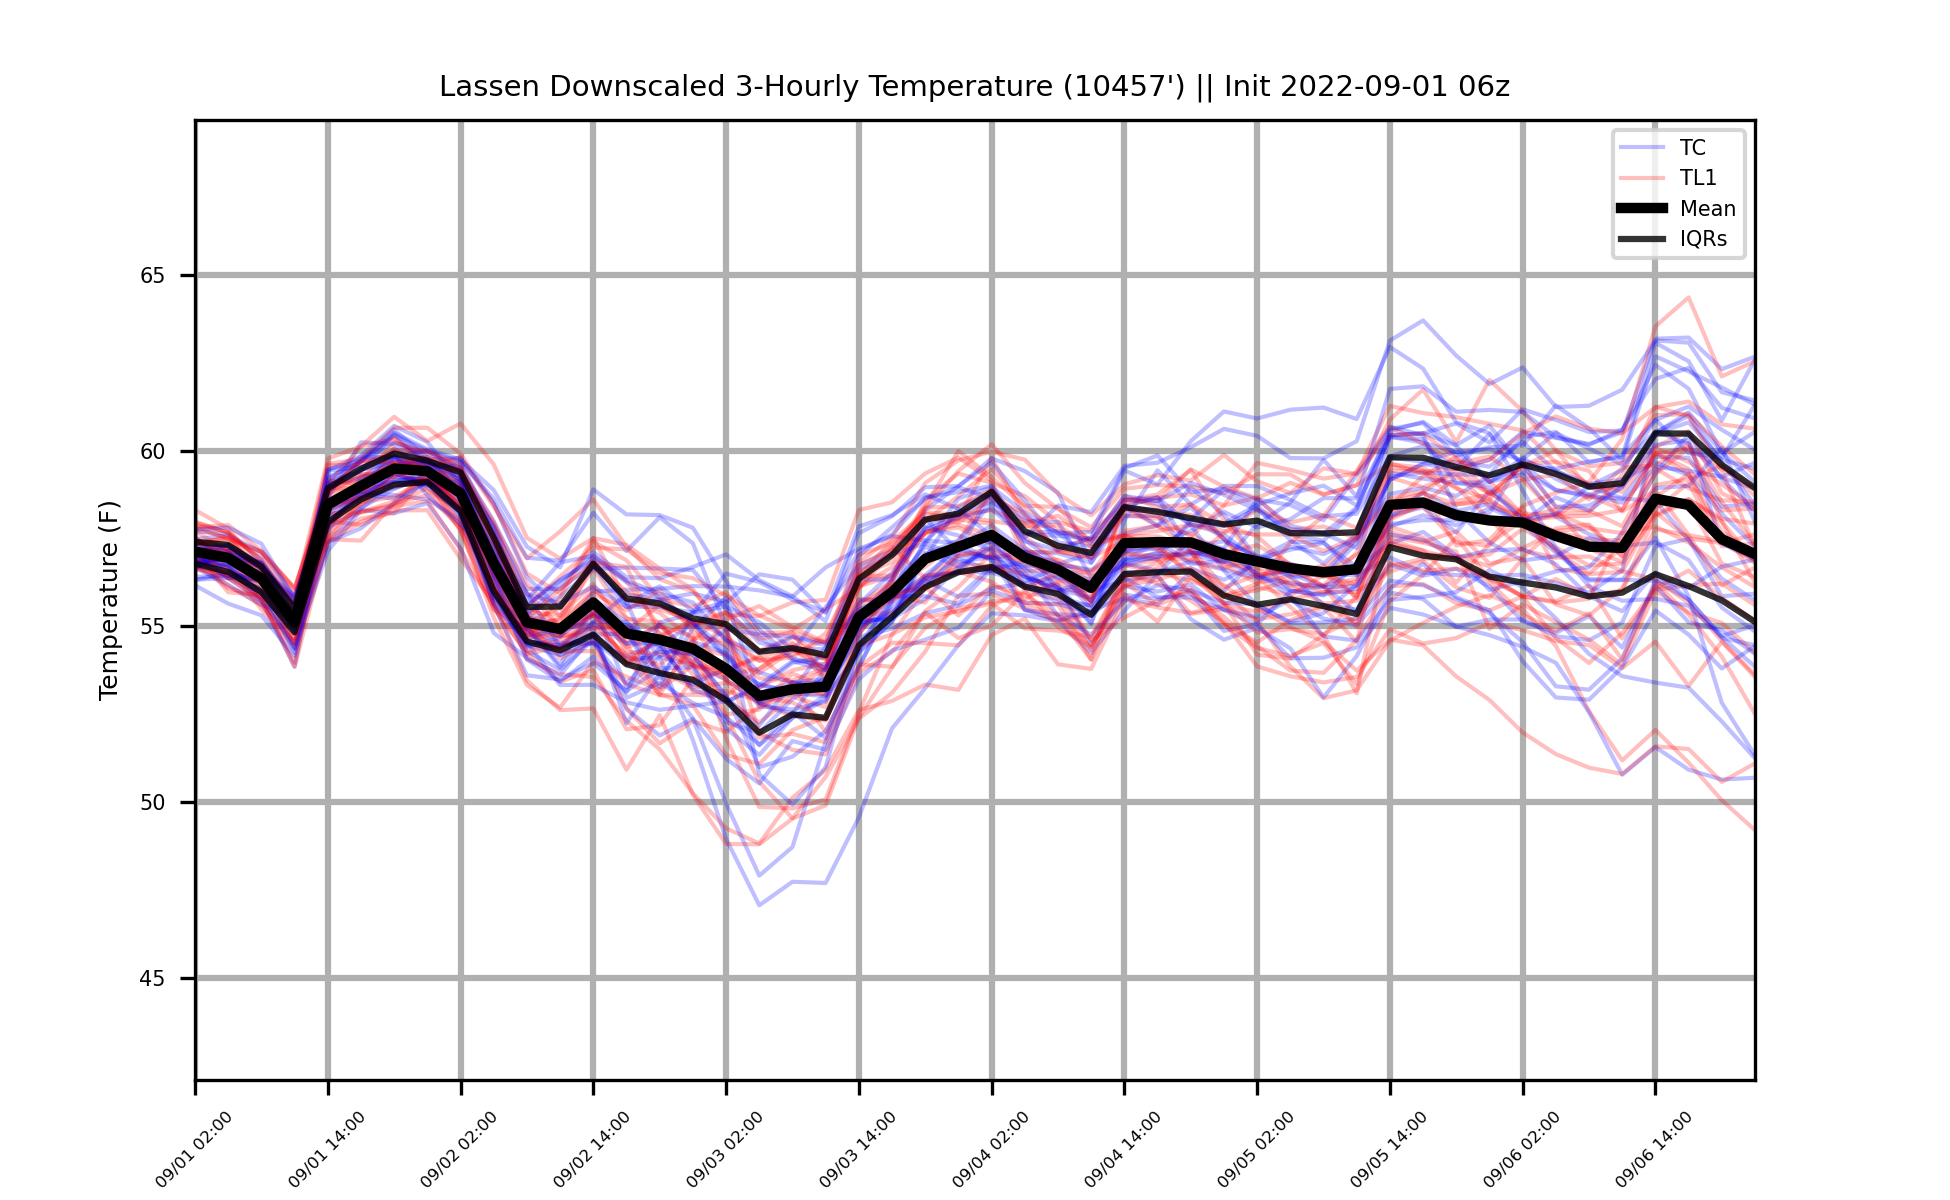 Lassen Downscaled 3-Hourly Temperature (10457') || Init 2022-09-01 06z
TC
TL1
Mean
IQRs
Temperature (F)
65
60
55
50
45
09/01 02:00
09/01 14:00
09/02 02:00
09/02 14:00
09/03 02:00
09/03 14:00
09/04 02:00
09/04 14:00
09/05 02:00
09/05 14:00
09/06 02:00
09/06 14:00